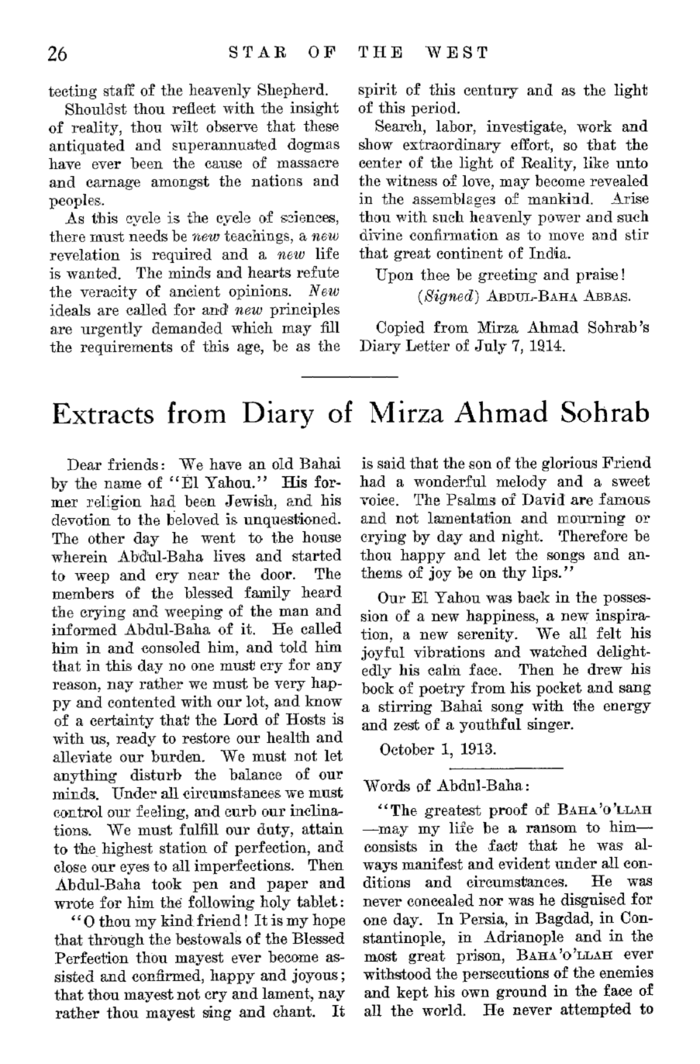 26
STAR OF THE WEST
tecting staff of the heavenly Shepherd.
Shouldst thou reflect with the insight
of reality, thou wilt observe that these
antiquated and superannuated dogmas
have ever been the cause of massacre
and carnage amongst the nations and
peoples.
As this cycle is the cycle of sciences,
there must needs be new teachings, a new
revelation is required and a new life
is wanted. The minds and hearts refute
the veracity of ancient opinions. New
ideals are called for and new principles
are urgently demanded which may fill
the requirements of this age, be as the
spirit of this century and as the light
of this period.
Search, labor, investigate, work and
show extraordinary effort, so that the
center of the light of Reality, like unto
the witness of love, may become revealed
in the assemblages of mankind. Arise
thou with such heavenly power and such
divine confirmation as to move and stir
that great continent of India.
Upon thee be greeting and praise!
(Signed) ABDUL-BAHA ABBAS.
Copied from Mirza Ahmad Sohrab's
Diary Letter of July 7, 1914.
Extracts from Diary of Mirza Ahmad Sohrab
Dear friends: We have an old Bahai
by the name of "El Yahou." His for-
mer religion had been Jewish, and his
devotion to the beloved is unquestioned.
The other day he went to the house
wherein Abdul-Baha lives and started
to weep and cry near the door. The
members of the blessed family heard
the crying and weeping of the man and
informed Abdul-Baha of it. He called
him in and consoled him, and told him
that in this day no one must cry for any
reason, nay rather we must be very hap-
py and contented with our lot, and know
of a certainty that the Lord of Hosts is
with us, ready to restore our health and
alleviate our burden. We must not let
anything disturb the balance of our
minds. Under all circumstances we must
control our feeling, and curb our inclina-
tions. We must fulfill our duty, attain
to the highest station of perfection, and
close our eyes to all imperfections. Then
Abdul-Baha took pen and paper and
wrote for him the following holy tablet:
"O thou my kind friend! It is my hope
that through the bestowals of the Blessed
Perfection thou mayest ever become as-
sisted and confirmed, happy and joyous;
that thou mayest not cry and lament, nay
rather thou mayest sing and chant. It
is said that the son of the glorious Friend
had a wonderful melody and a sweet
voice. The Psalms of David are famous
and not lamentation and mourning or
crying by day and night. Therefore be
thou happy and let the songs and an-
thems of joy be on thy lips."
Our El Yahou was back in the posses-
sion of a new happiness, a new inspira-
tion, a new serenity. We all felt his
joyful vibrations and watched delight-
edly his calm face. Then he drew his
book of poetry from his pocket and sang
a stirring Bahai song with the energy
and zest of a youthful singer.
October 1, 1913.
Words of Abdul-Baha:
"The greatest proof of BAHA'O'LLAH
—may my life be a ransom to him—
consists in the fact that he was al-
ways manifest and evident under all con-
ditions and circumstances. He was
never concealed nor was he disguised for
one day. In Persia, in Bagdad, in Con-
stantinople, in Adrianople and in the
most great prison, BAHA'O'LLAH ever
withstood the persecutions of the enemies
and kept his own ground in the face of
all the world. He never attempted to